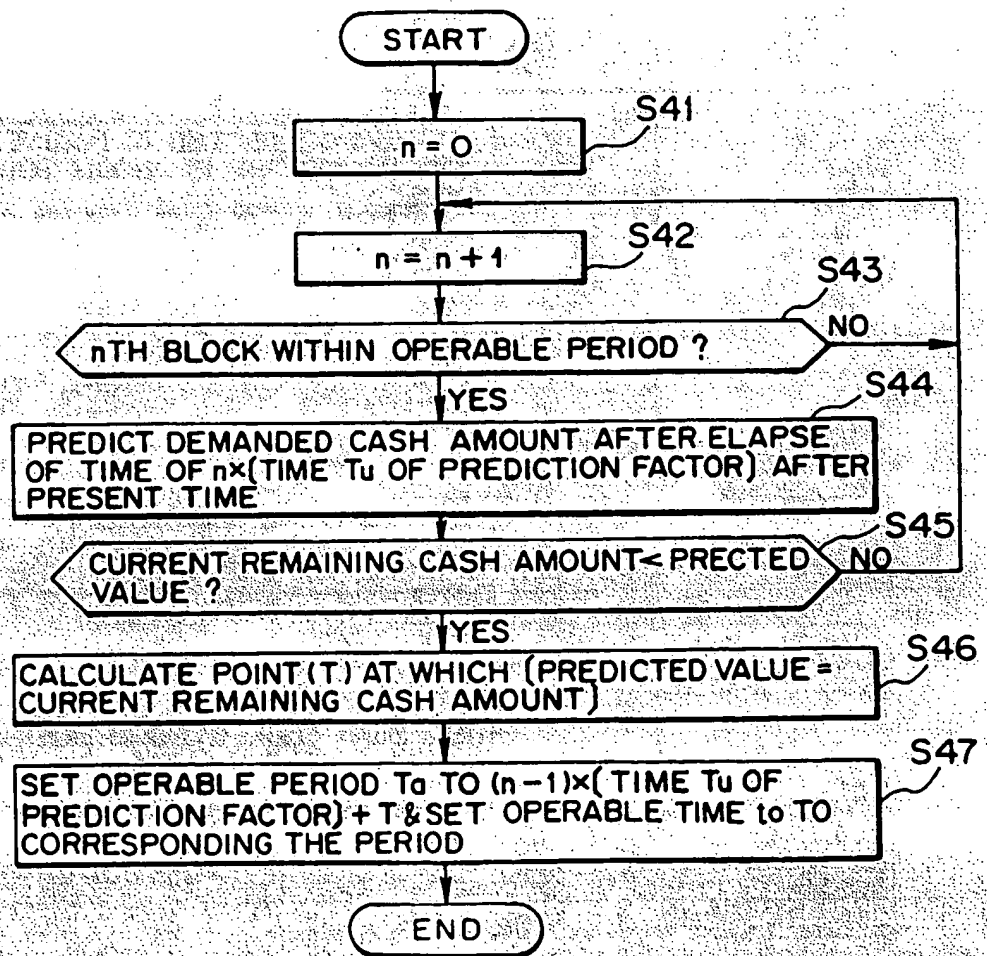 START
S41
n = 0
S42
n = n + 1
S43
nTH BLOCK WITHIN OPERABLE PERIOD ?
NO
YES
S44
PREDICT DEMANDED CASH AMOUNT AFTER ELAPSE
OF TIME OF n×(TIME Tu OF PREDICTION FACTOR) AFTER
PRESENT TIME
S45
CURRENT REMAINING CASH AMOUNT< PRECTED
VALUE ?
NO
YES
S46
CALCULATE POINT (T) AT WHICH (PREDICTED VALUE =
CURRENT REMAINING CASH AMOUNT)
S47
SET OPERABLE PERIOD Ta TO (n-1)×(TIME Tu OF
PREDICTION FACTOR) + T & SET OPERABLE TIME to TO
CORRESPONDING THE PERIOD
END